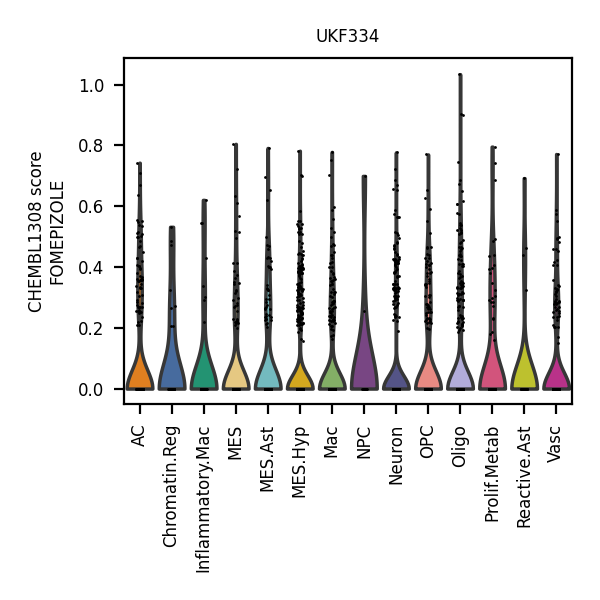 UKF334
CHEMBL1308 score
FOMEPIZOLE
1.0
0.8
0.6
0.4
0.2
0.0
AC
Chromatin.Reg
Inflammatory.Mac
MES
MES.Ast
MES.Hyp
Mac
NPC
Neuron
OPC
Oligo
Prolif.Metab
Reactive.Ast
Vasc